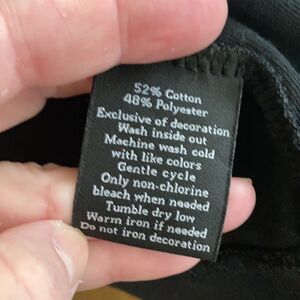 52% Cotton
48% Polyester
Exclusive of decoration
Wash inside out
Machine wash cold
with like colors
Gentle cycle
Only non-chlorine
bleach when needed
Tumble dry low
Warm iron if needed
Do not iron decoration